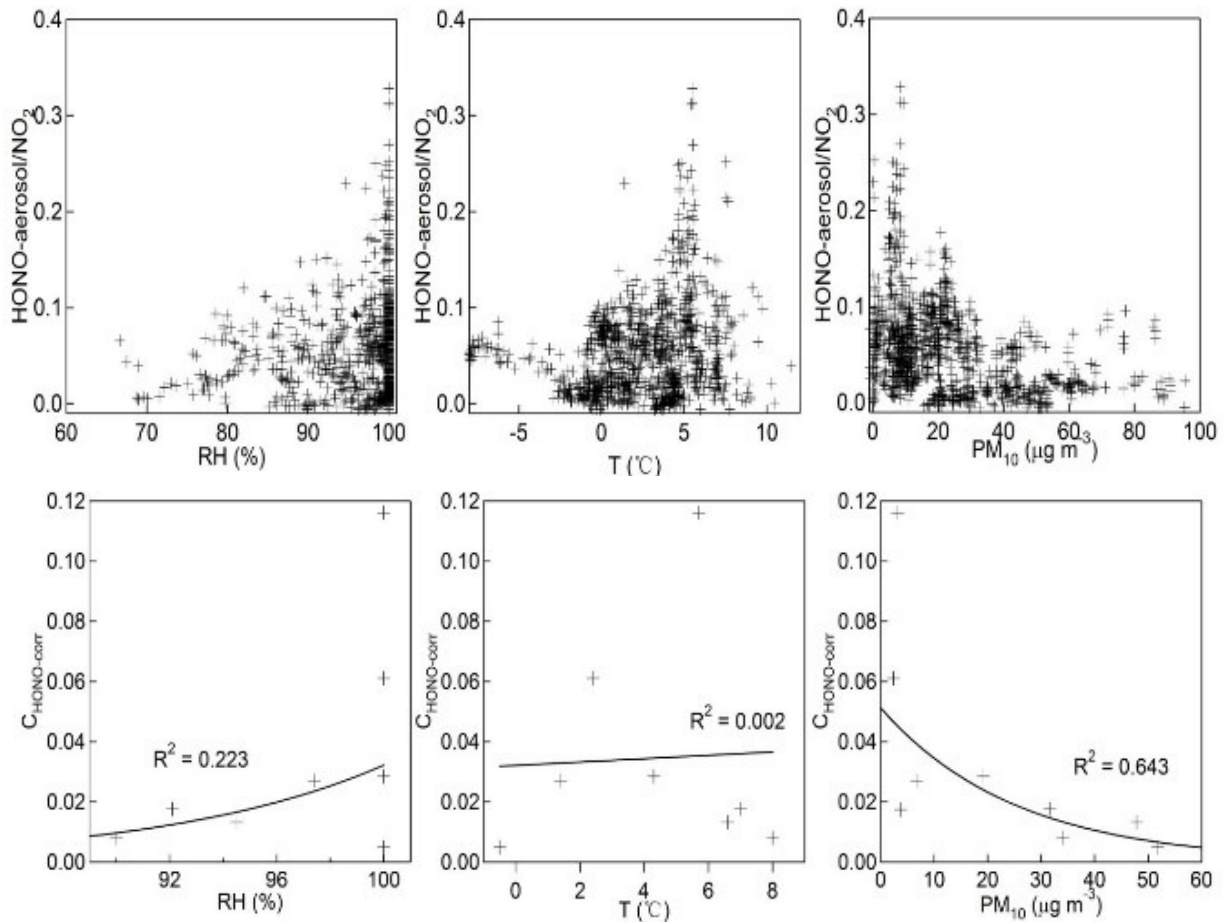 0.4
0.3
0.2
0.1
0.0
HONO-aerosol/NO₂
60 70 80 90 100
RH (%)
0.4
0.3
0.2
0.1
0.0
HONO-aerosol/NO₂
-5 0 5 10
T (℃)
0.4
0.3
0.2
0.1
0.0
HONO-aerosol/NO₂
0 20 40 60 80 100
PM₁₀ (μg m⁻³)
0.12
0.10
0.08
0.06
0.04
0.02
0.00
C_HONO-corr
R² = 0.223
92 96 100
RH (%)
0.12
0.10
0.08
0.06
0.04
0.02
0.00
C_HONO-corr
R² = 0.002
0 2 4 6 8
T (℃)
0.12
0.10
0.08
0.06
0.04
0.02
0.00
C_HONO-corr
R² = 0.643
0 10 20 30 40 50 60
PM₁₀ (μg m⁻³)